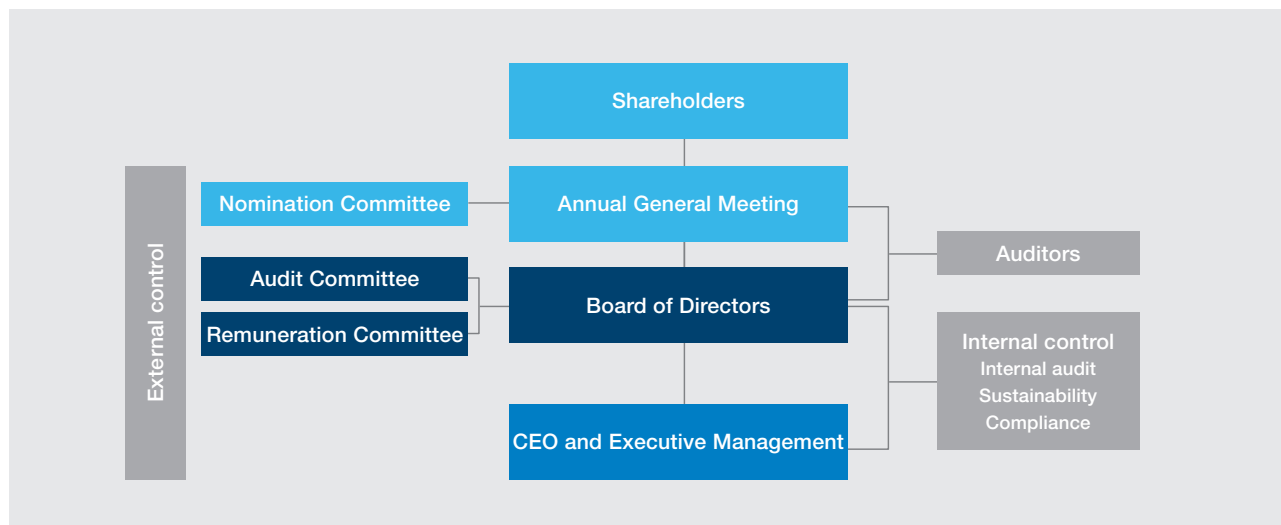 Shareholders
External control
Nomination Committee
Annual General Meeting
Auditors
Audit Committee
Board of Directors
Remuneration Committee
Internal control
Internal audit
Sustainability
Compliance
CEO and Executive Management